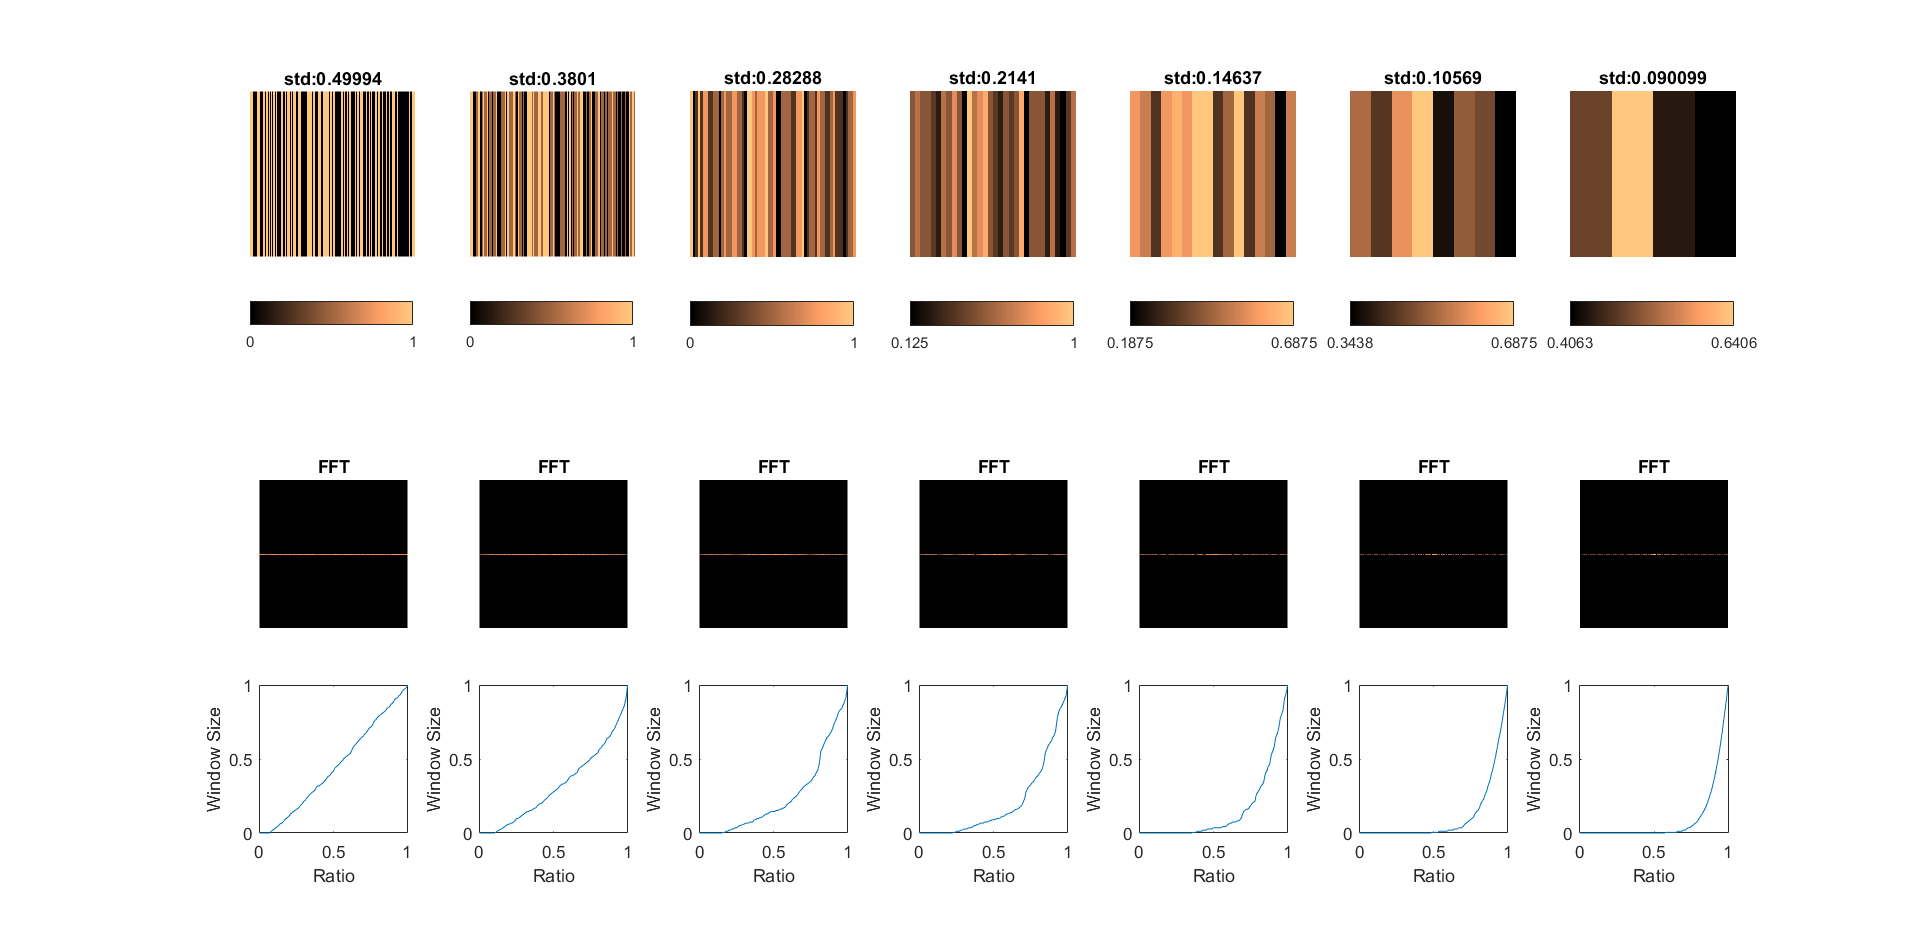 std:0.49994 std:0.3801 std:0.28288 std:0.2141 std:0.14637 std:0.10569 std:0.090099
0 1 0 1 0 1 0.125 1 0.1875 0.6875 0.3438 0.6875 0.4063 0.6406
FFT FFT FFT FFT FFT FFT FFT
1 1 1 1 1 1 1
0.5 0.5 0.5 0.5 0.5 0.5 0.5
0 0 0 0 0 0 0
Window Size Window Size Window Size Window Size Window Size Window Size Window Size
0 0.5 1 0 0.5 1 0 0.5 1 0 0.5 1 0 0.5 1 0 0.5 1 0 0.5 1
Ratio Ratio Ratio Ratio Ratio Ratio Ratio